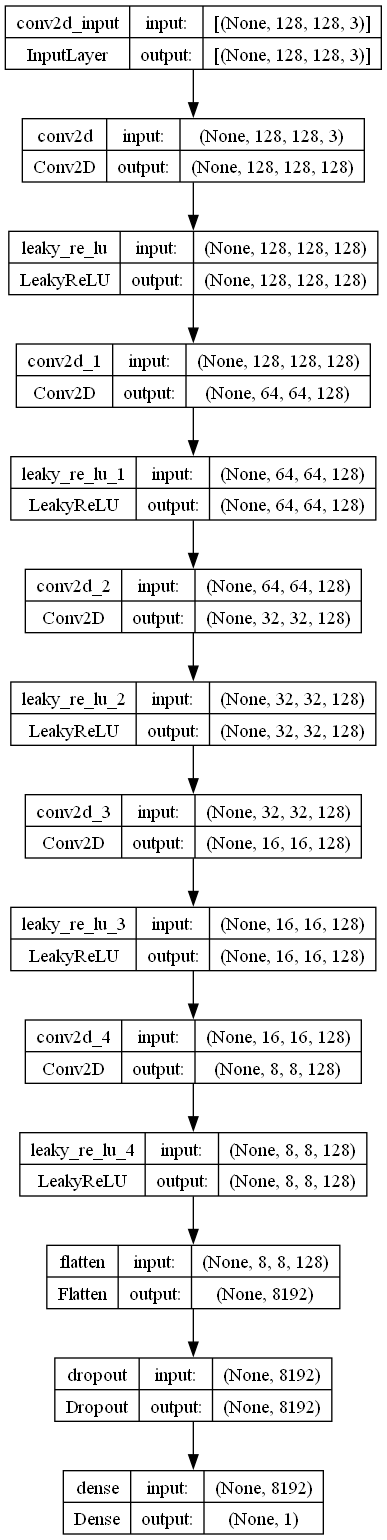 conv2d_input input: [(None, 128, 128, 3)]
InputLayer output: [(None, 128, 128, 3)]
conv2d input: (None, 128, 128, 3)
Conv2D output: (None, 128, 128, 128)
leaky_re_lu input: (None, 128, 128, 128)
LeakyReLU output: (None, 128, 128, 128)
conv2d_1 input: (None, 128, 128, 128)
Conv2D output: (None, 64, 64, 128)
leaky_re_lu_1 input: (None, 64, 64, 128)
LeakyReLU output: (None, 64, 64, 128)
conv2d_2 input: (None, 64, 64, 128)
Conv2D output: (None, 32, 32, 128)
leaky_re_lu_2 input: (None, 32, 32, 128)
LeakyReLU output: (None, 32, 32, 128)
conv2d_3 input: (None, 32, 32, 128)
Conv2D output: (None, 16, 16, 128)
leaky_re_lu_3 input: (None, 16, 16, 128)
LeakyReLU output: (None, 16, 16, 128)
conv2d_4 input: (None, 16, 16, 128)
Conv2D output: (None, 8, 8, 128)
leaky_re_lu_4 input: (None, 8, 8, 128)
LeakyReLU output: (None, 8, 8, 128)
flatten input: (None, 8, 8, 128)
Flatten output: (None, 8192)
dropout input: (None, 8192)
Dropout output: (None, 8192)
dense input: (None, 8192)
Dense output: (None, 1)